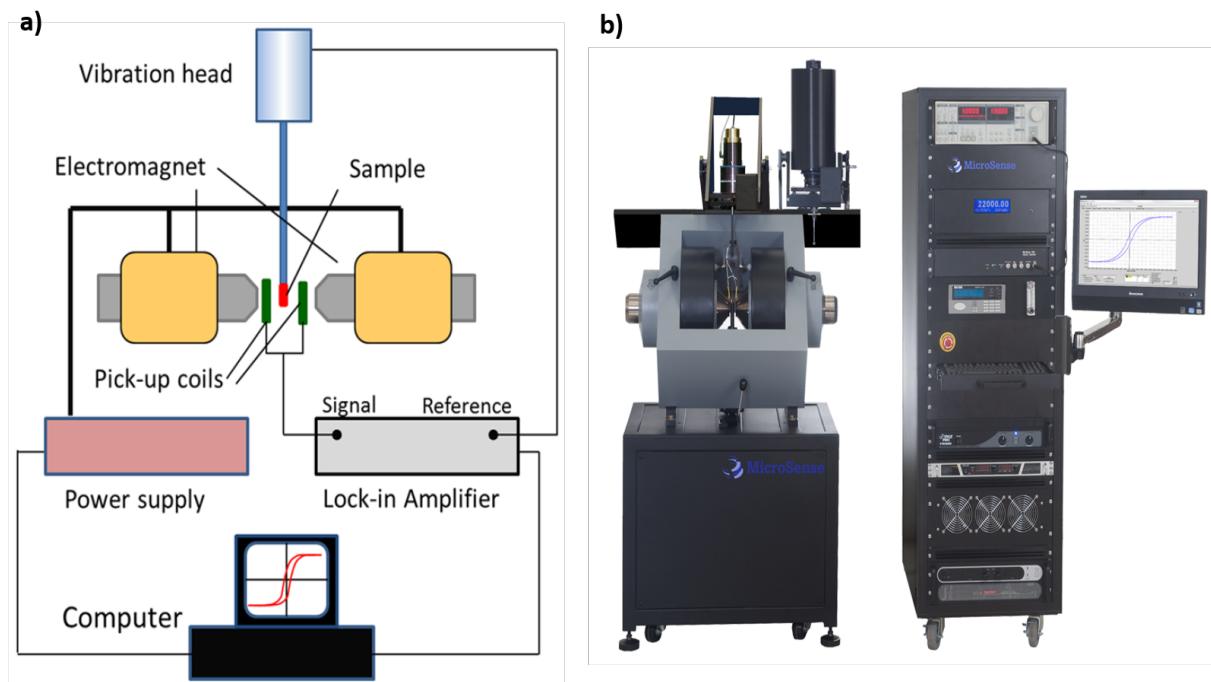 a)
Vibration head
Electromagnet
Sample
Pick-up coils
Signal
Reference
Power supply
Lock-in Amplifier
Computer
b)
MicroSense
22000.00
MicroSense